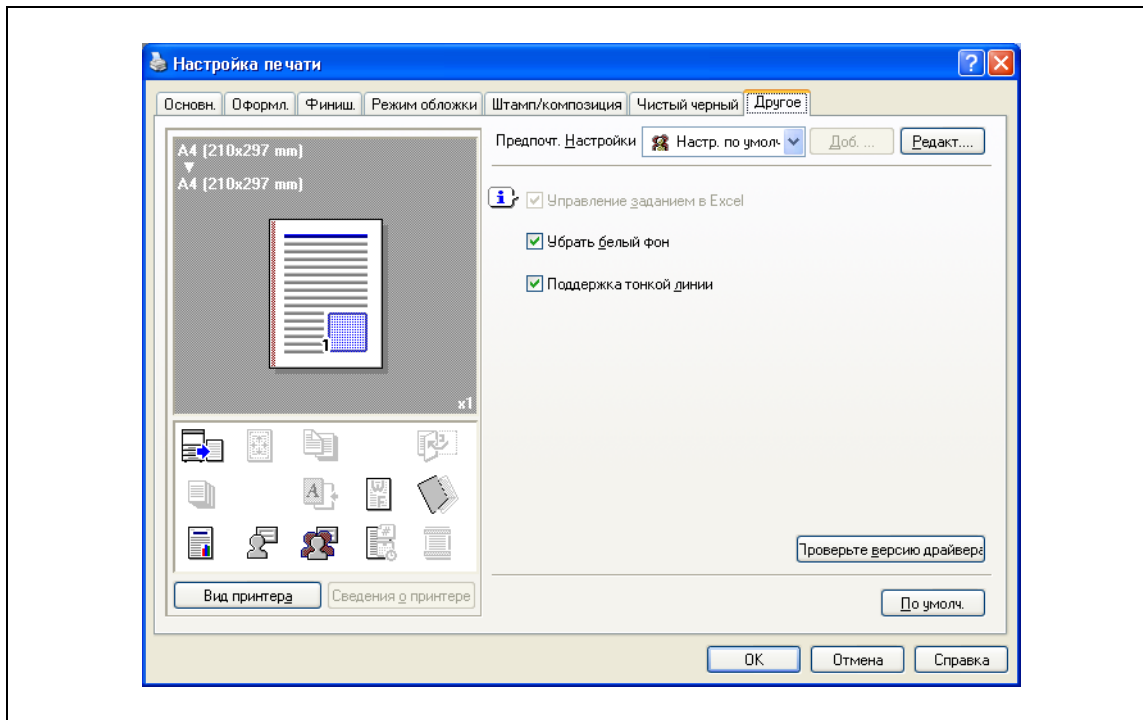 Настройка печати
Основн. Оформл. Финиш. Режим обложки Штамп/композиция Чистый черный Другое
A4 (210x297 mm)
A4 (210x297 mm)
1
x1
Вид принтера Сведения о принтере
Предпочт. Настройки Настр. по умолч Доб. ... Редакт....
Управление заданием в Excel
Убрать белый фон
Поддержка тонкой линии
Проверьте версию драйвера
По умолч.
OK Отмена Справка